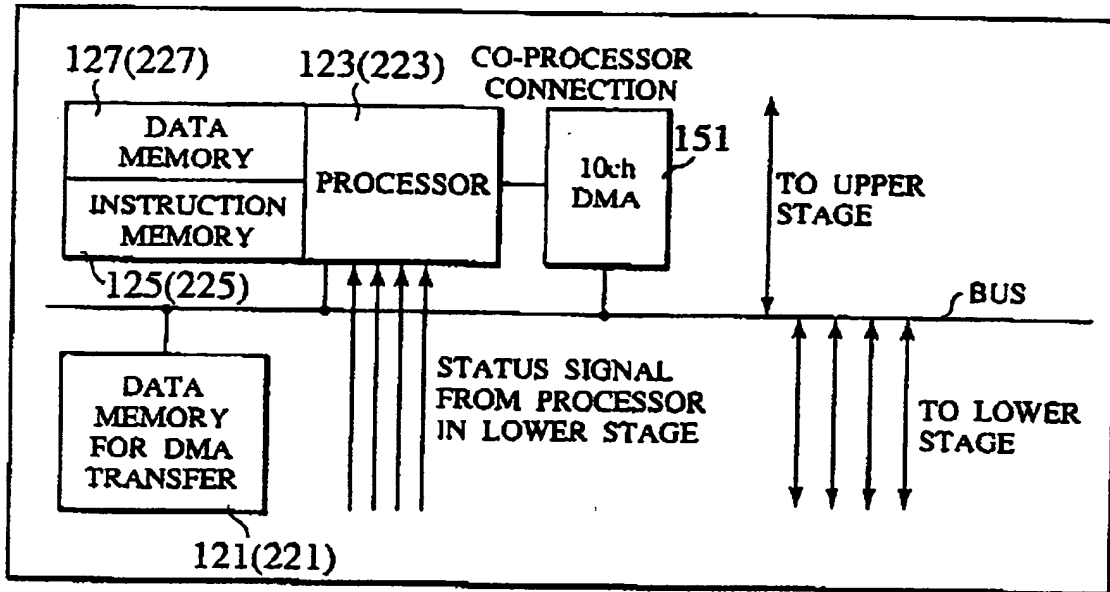 127(227)
123(223)
CO-PROCESSOR
CONNECTION
DATA
MEMORY
INSTRUCTION
MEMORY
PROCESSOR
10ch
DMA
151
TO UPPER
STAGE
125(225)
BUS
DATA
MEMORY
FOR DMA
TRANSFER
STATUS SIGNAL
FROM PROCESSOR
IN LOWER STAGE
TO LOWER
STAGE
121(221)